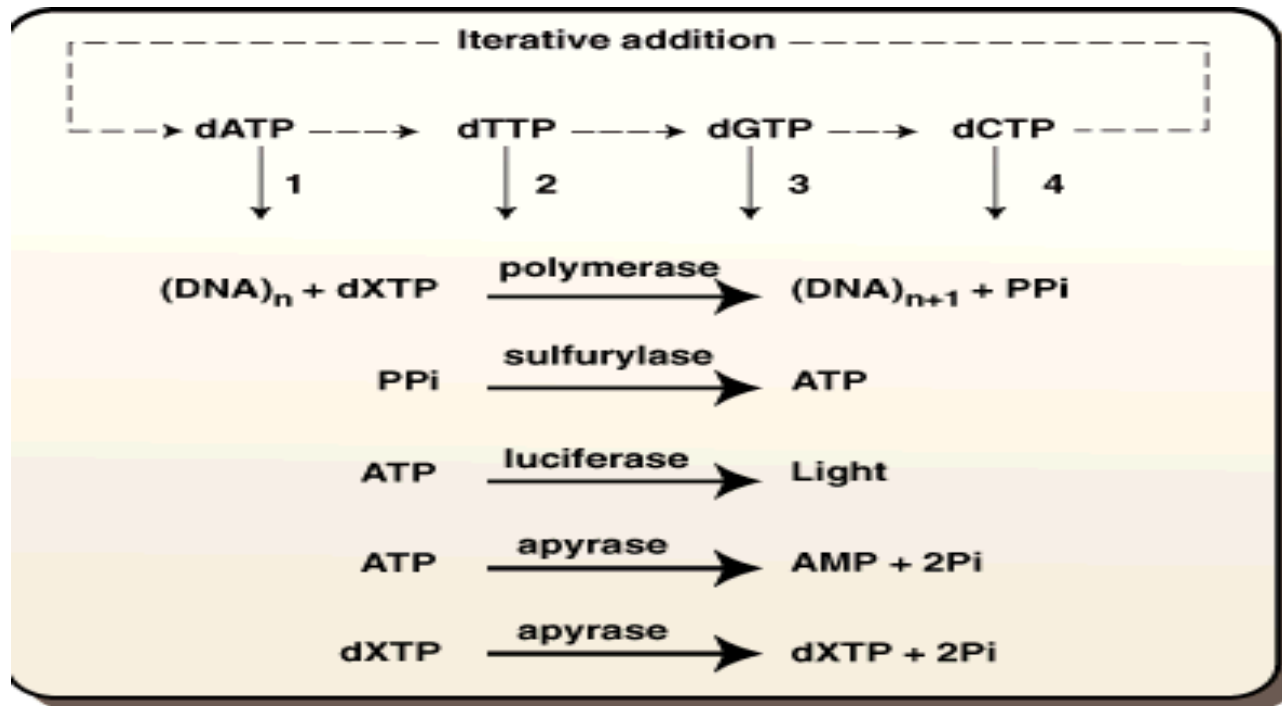 Iterative addition
dATP dTTP dGTP dCTP
1 2 3 4
polymerase
(DNA)n + dXTP (DNA)n+1 + PPi
sulfurylase
PPi ATP
luciferase
ATP Light
apyrase
ATP AMP + 2Pi
apyrase
dXTP dXTP + 2Pi